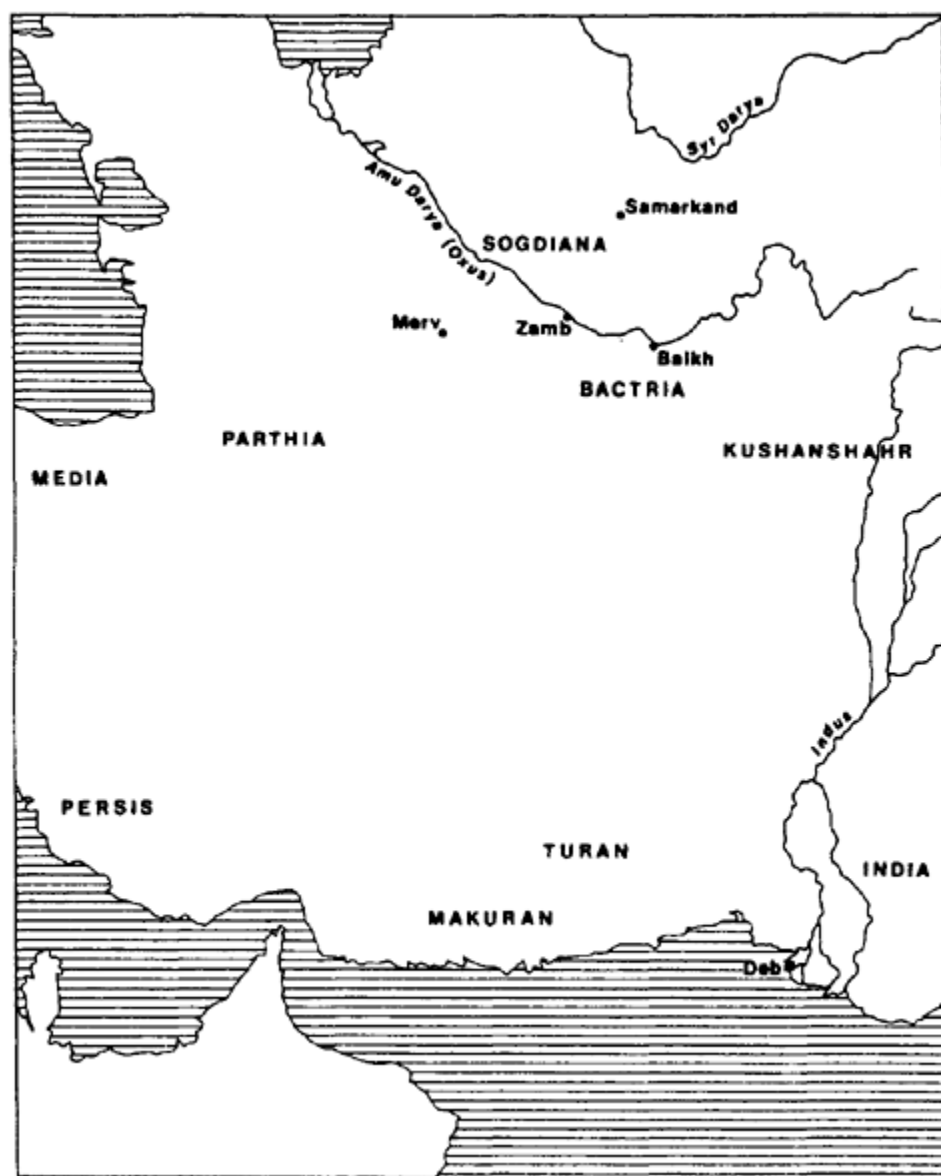 Syr Darya
Amu Darya (Oxus)
Samarkand
SOGDIANA
Merv
Zamb
Balkh
BACTRIA
PARTHIA
KUSHANSHAHR
MEDIA
Indus
PERSIS
TURAN
INDIA
MAKURAN
Deb